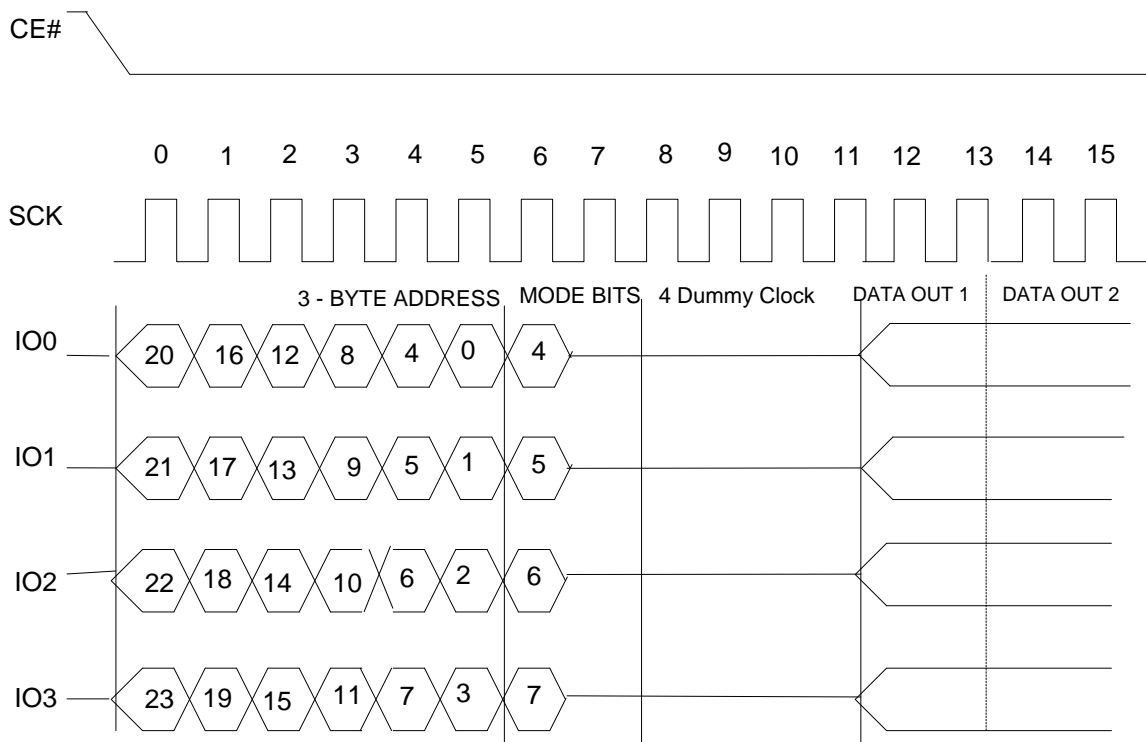 CE#
0 1 2 3 4 5 6 7 8 9 10 11 12 13 14 15
SCK
3 - BYTE ADDRESS MODE BITS 4 Dummy Clock DATA OUT 1 DATA OUT 2
IO0 20 16 12 8 4 0 4
IO1 21 17 13 9 5 1 5
IO2 22 18 14 10 6 2 6
IO3 23 19 15 11 7 3 7